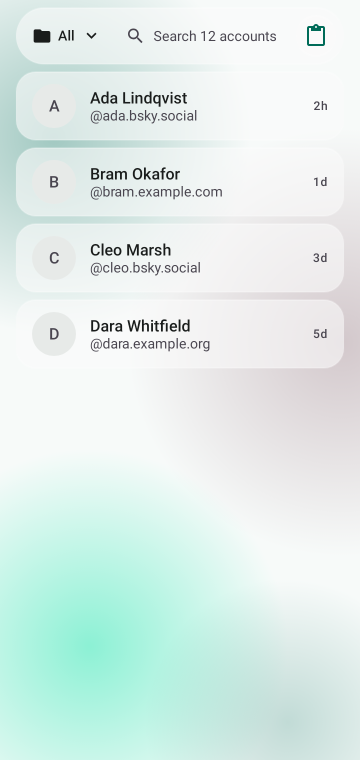 All
Search 12 accounts
A
Ada Lindqvist
@ada.bsky.social
2h
B
Bram Okafor
@bram.example.com
1d
C
Cleo Marsh
@cleo.bsky.social
3d
D
Dara Whitfield
@dara.example.org
5d